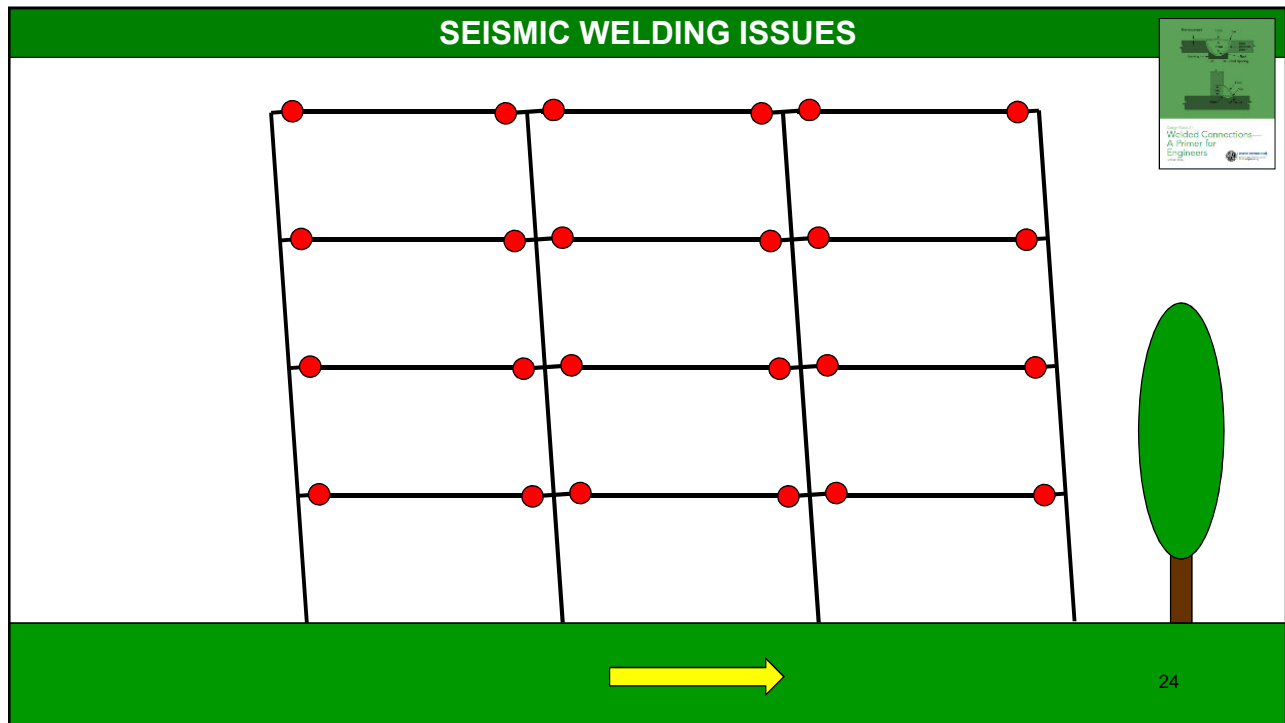 SEISMIC WELDING ISSUES
Welded Connections—
A Primer for
Engineers
24